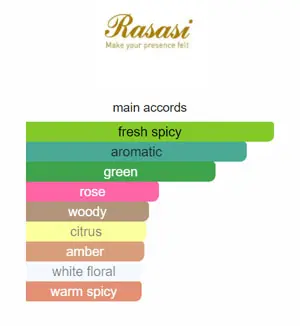 Rasasi
Make your presence felt
main accords
fresh spicy
aromatic
green
rose
woody
citrus
amber
white floral
warm spicy